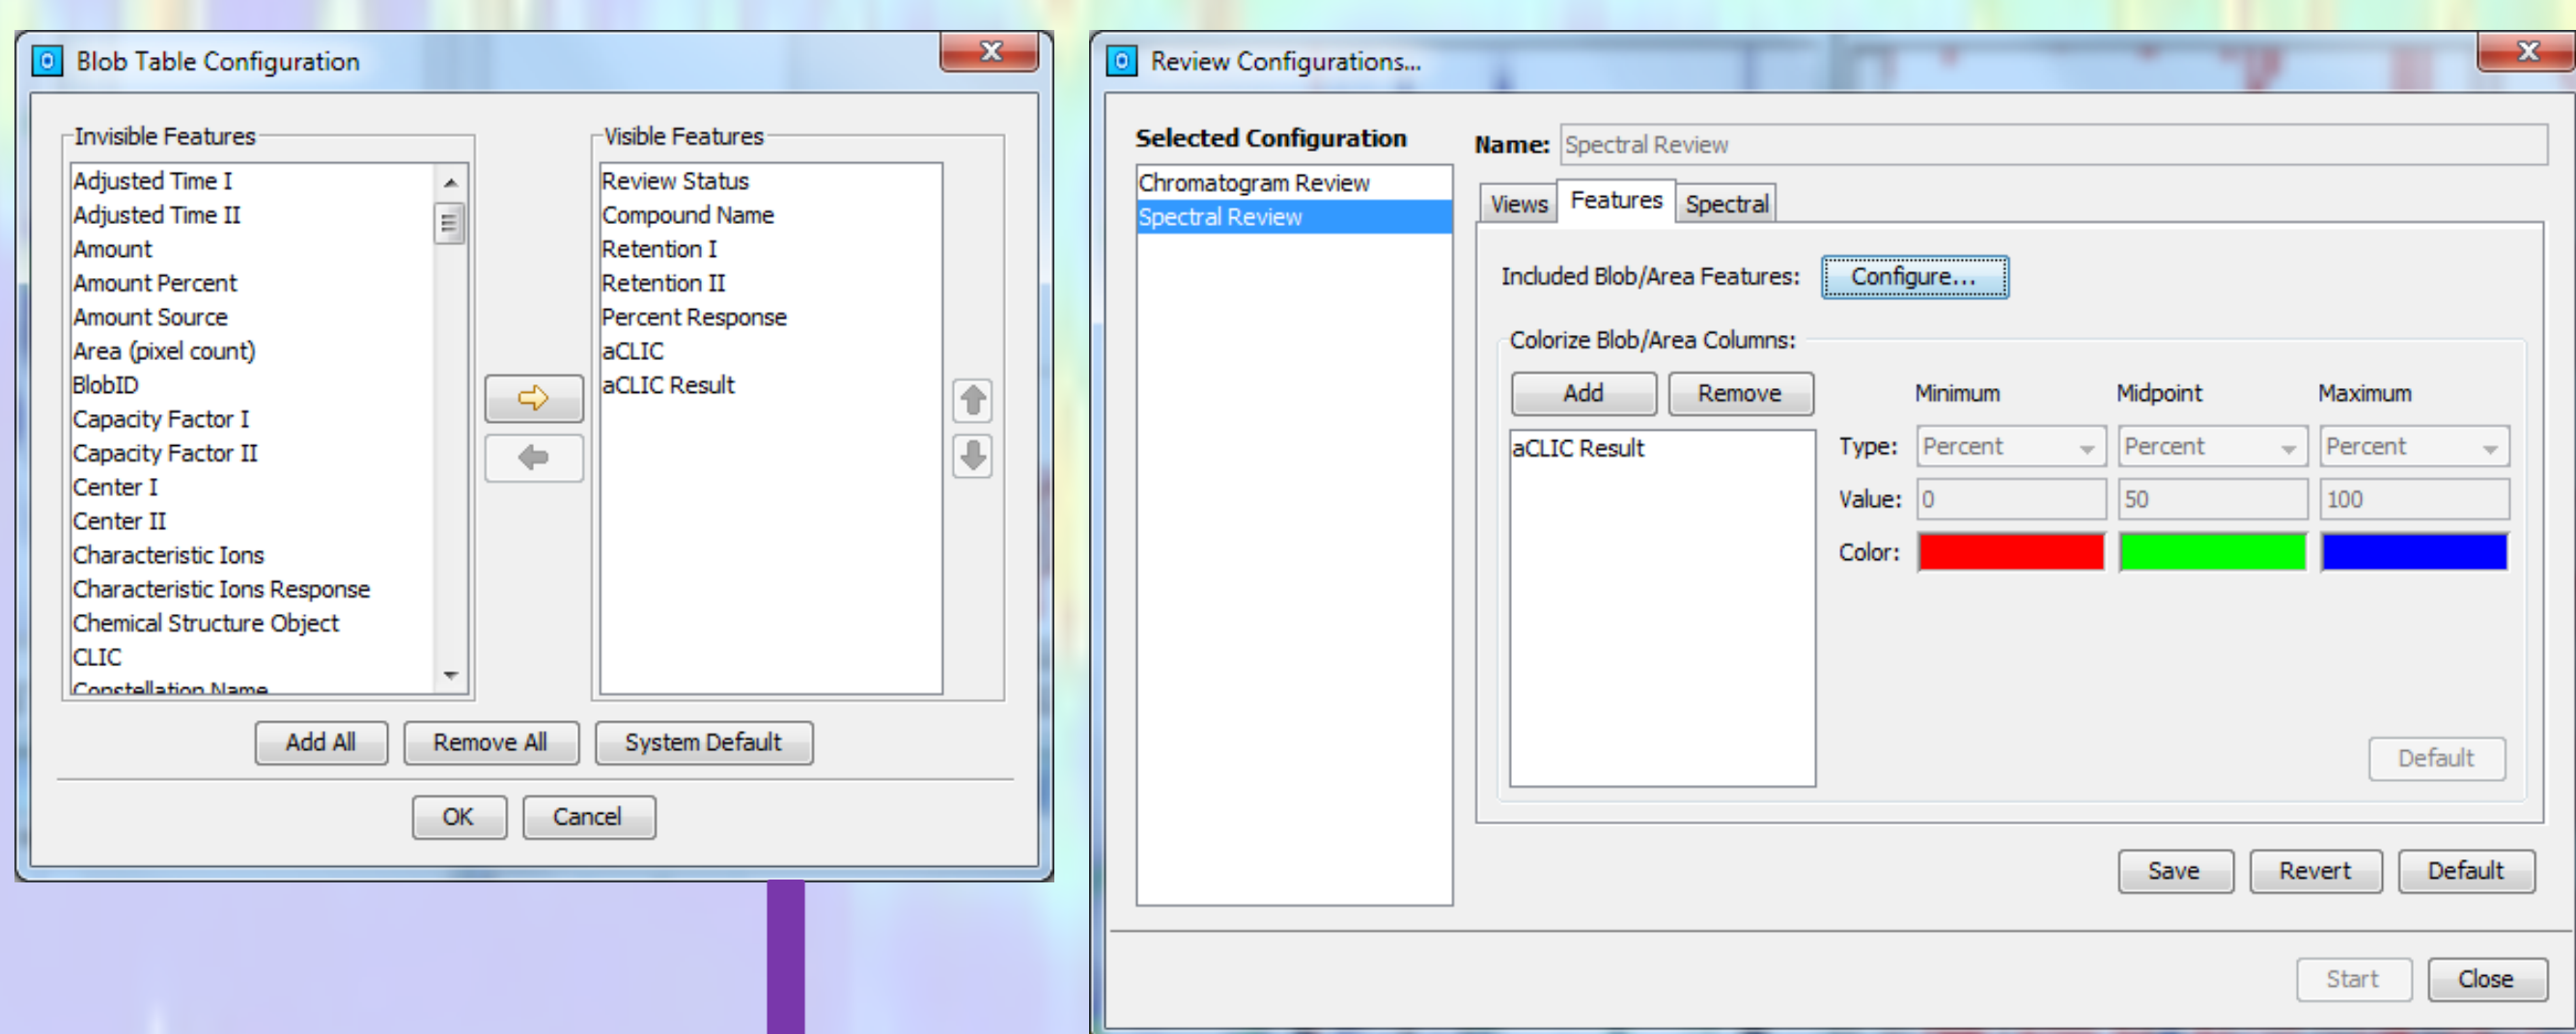 Blob Table Configuration
Invisible Features
Adjusted Time I
Adjusted Time II
Amount
Amount Percent
Amount Source
Area (pixel count)
BlobID
Capacity Factor I
Capacity Factor II
Center I
Center II
Characteristic Ions
Characteristic Ions Response
Chemical Structure Object
CLIC
Constellation Name
Visible Features
Review Status
Compound Name
Retention I
Retention II
Percent Response
aCLIC
aCLIC Result
Add All Remove All System Default
OK Cancel
Review Configurations...
Selected Configuration
Chromatogram Review
Spectral Review
Name: Spectral Review
Views Features Spectral
Included Blob/Area Features: Configure...
Colorize Blob/Area Columns:
Add Remove Minimum Midpoint Maximum
aCLIC Result
Type: Percent Percent Percent
Value: 0 50 100
Color:
Default
Save Revert Default
Start Close